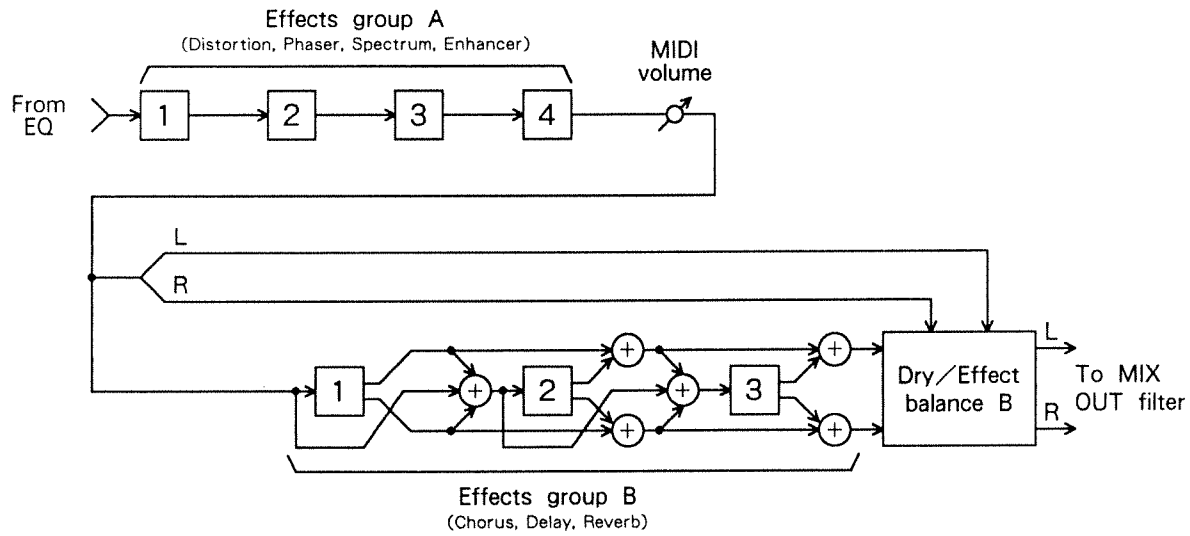 Effects group A
(Distortion, Phaser, Spectrum, Enhancer)
MIDI
volume
From
EQ
1
2
3
4
L
R
+
+
+
+
+
+
1
2
3
Dry/Effect
balance B
L
R
To MIX
OUT filter
Effects group B
(Chorus, Delay, Reverb)